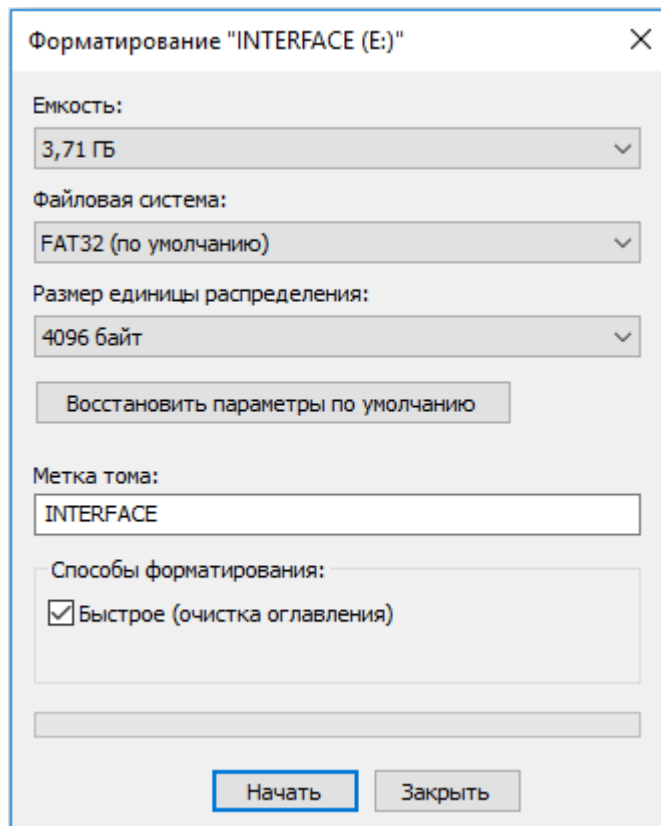 Форматирование "INTERFACE (E:)"
Емкость:
3,71 ГБ
Файловая система:
FAT32 (по умолчанию)
Размер единицы распределения:
4096 байт
Восстановить параметры по умолчанию
Метка тома:
INTERFACE
Способы форматирования:
Быстрое (очистка оглавления)
Начать Закрыть